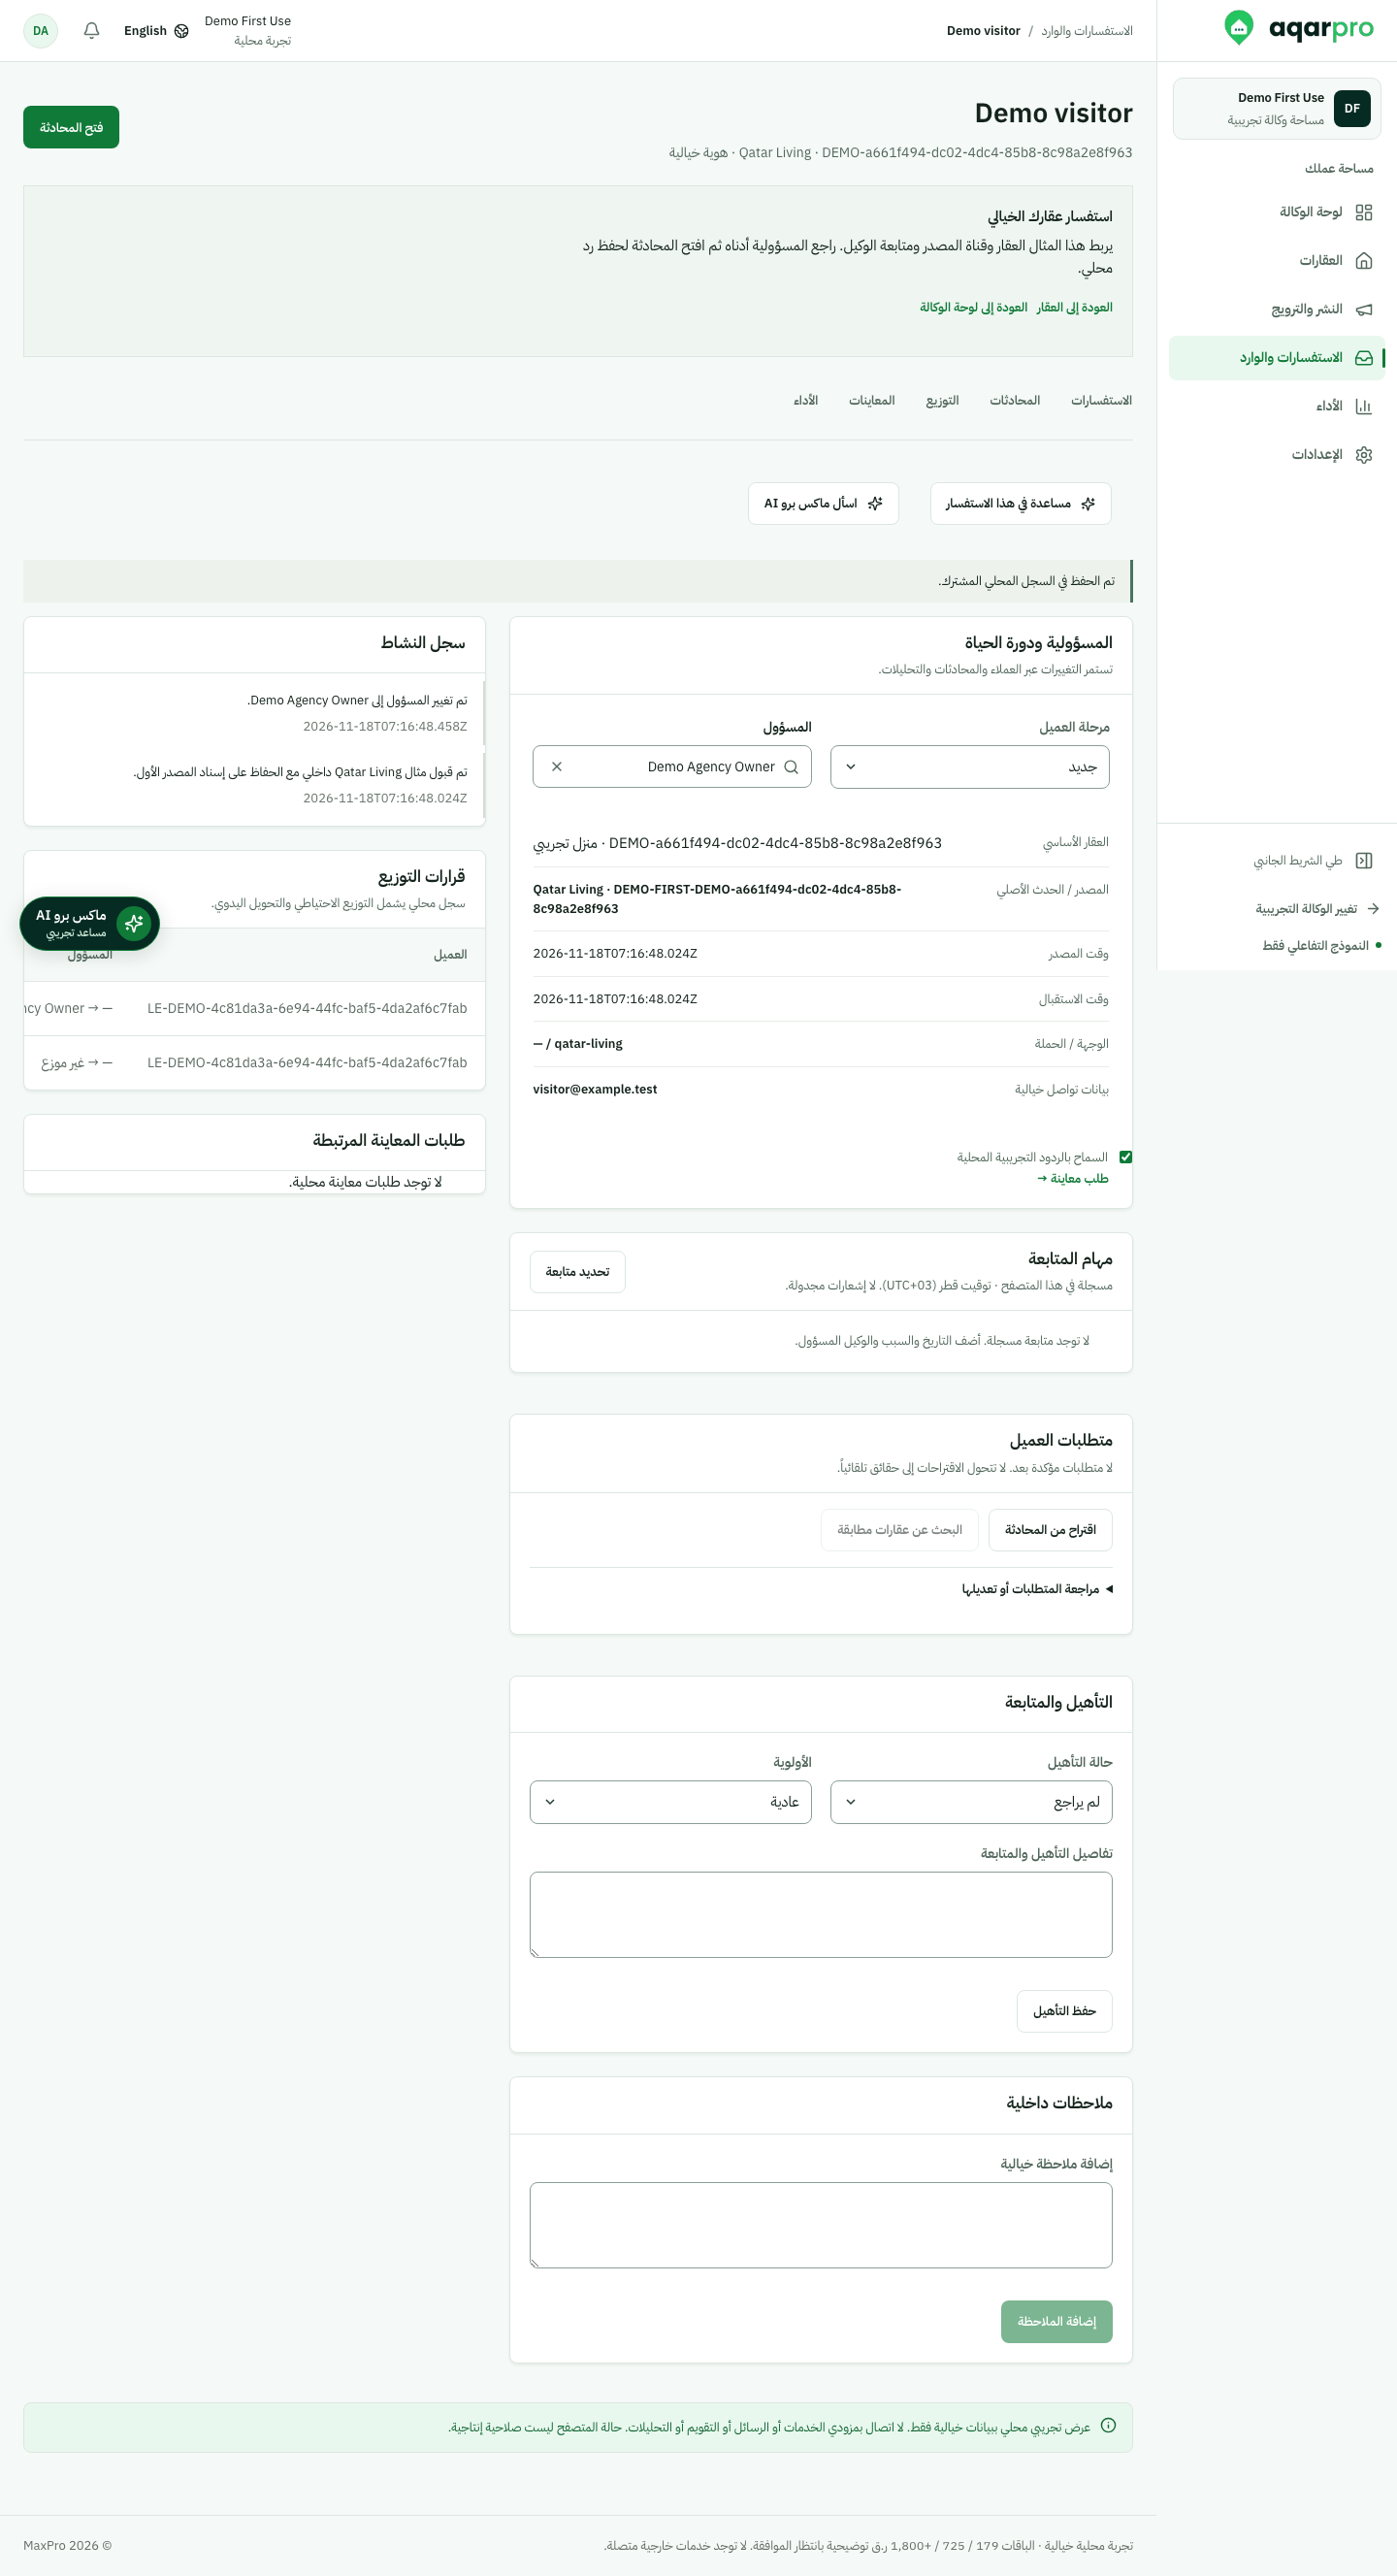 aqarpro
Demo First Use
مساحة وكالة تجريبية
DF
مساحة عملك
لوحة الوكالة
العقارات
النشر والترويج
الاستفسارات والوارد
الأداء
الإعدادات
طي الشريط الجانبي
تغيير الوكالة التجريبية
النموذج التفاعلي فقط
الاستفسارات والوارد / Demo visitor
Demo First Use
تجربة محلية
English
DA
Demo visitor
Qatar Living · DEMO-a661f494-dc02-4dc4-85b8-8c98a2e8f963 · هوية خيالية
فتح المحادثة
استفسار عقارك الخيالي
يربط هذا المثال العقار وقناة المصدر ومتابعة الوكيل. راجع المسؤولية أدناه ثم افتح المحادثة لحفظ رد
محلي.
العودة إلى العقار العودة إلى لوحة الوكالة
الاستفسارات المحادثات التوزيع المعاينات الأداء
مساعدة في هذا الاستفسار
اسأل ماكس برو AI
تم الحفظ في السجل المحلي المشترك.
المسؤولية ودورة الحياة
تستمر التغييرات عبر العملاء والمحادثات والتحليلات.
مرحلة العميل
جديد
المسؤول
Demo Agency Owner
العقار الأساسي
DEMO-a661f494-dc02-4dc4-85b8-8c98a2e8f963 · منزل تجريبي
المصدر / الحدث الأصلي
Qatar Living · DEMO-FIRST-DEMO-a661f494-dc02-4dc4-85b8-
8c98a2e8f963
وقت المصدر
2026-11-18T07:16:48.024Z
وقت الاستقبال
2026-11-18T07:16:48.024Z
الوجهة / الحملة
— / qatar-living
بيانات تواصل خيالية
visitor@example.test
السماح بالردود التجريبية المحلية
طلب معاينة →
مهام المتابعة
مسجلة في هذا المتصفح · توقيت قطر (UTC+03). لا إشعارات مجدولة.
تحديد متابعة
لا توجد متابعة مسجلة. أضف التاريخ والسبب والوكيل المسؤول.
متطلبات العميل
لا متطلبات مؤكدة بعد. لا تتحول الاقتراحات إلى حقائق تلقائياً.
اقتراح من المحادثة
البحث عن عقارات مطابقة
مراجعة المتطلبات أو تعديلها
التأهيل والمتابعة
حالة التأهيل
لم يراجع
الأولوية
عادية
تفاصيل التأهيل والمتابعة
حفظ التأهيل
ملاحظات داخلية
إضافة ملاحظة خيالية
إضافة الملاحظة
سجل النشاط
تم تغيير المسؤول إلى Demo Agency Owner.
2026-11-18T07:16:48.458Z
تم قبول مثال Qatar Living داخلي مع الحفاظ على إسناد المصدر الأول.
2026-11-18T07:16:48.024Z
قرارات التوزيع
سجل محلي يشمل التوزيع الاحتياطي والتحويل اليدوي.
ماكس برو AI
مساعد تجريبي
العميل
المسؤول
LE-DEMO-4c81da3a-6e94-44fc-baf5-4da2af6c7fab
— → Owner
LE-DEMO-4c81da3a-6e94-44fc-baf5-4da2af6c7fab
— → غير موزع
طلبات المعاينة المرتبطة
لا توجد طلبات معاينة محلية.
عرض تجريبي محلي ببيانات خيالية فقط. لا اتصال بمزودي الخدمات أو الرسائل أو التقويم أو التحليلات. حالة المتصفح ليست صلاحية إنتاجية.
تجربة محلية خيالية · الباقات 179 / 725 / +1,800 ر.ق توضيحية بانتظار الموافقة. لا توجد خدمات خارجية متصلة.
© 2026 MaxPro